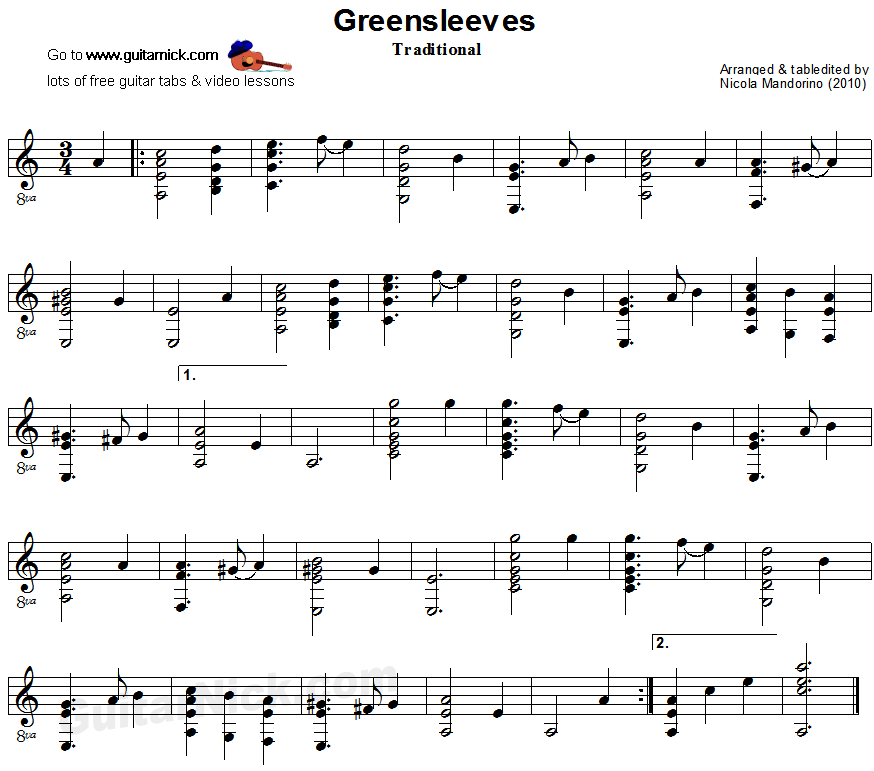 Greensleeves
Traditional
Go to www.guitarnick.com
lots of free guitar tabs & video lessons
Arranged & tabledited by
Nicola Mandorino (2010)
3
4
8va
8va
1.
8va
8va
2.
8va
GuitarNick.com